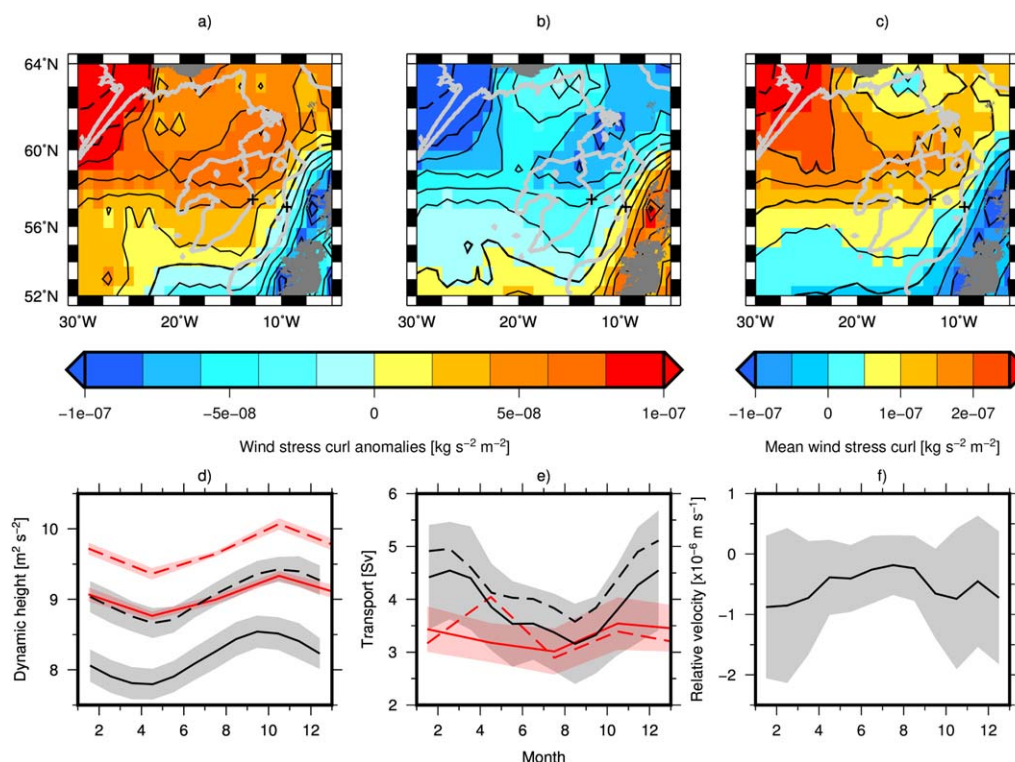 a) b) c)
64˚N
60˚N
56˚N
52˚N
30˚W 20˚W 10˚W 30˚W 20˚W 10˚W 30˚W 20˚W 10˚W
−1e−07 −5e−08 0 5e−08 1e−07 −1e−07 0 1e−07 2e−07
Wind stress curl anomalies [kg s⁻² m⁻²] Mean wind stress curl [kg s⁻² m⁻²]
d) e) f)
Dynamic height [m² s⁻²]
10
9
8
2 4 6 8 10 12
Transport [Sv]
6
5
4
3
2
2 4 6 8 10 12
Month
Relative velocity [x10⁻⁶ m s⁻¹]
1
0
−1
−2
2 4 6 8 10 12